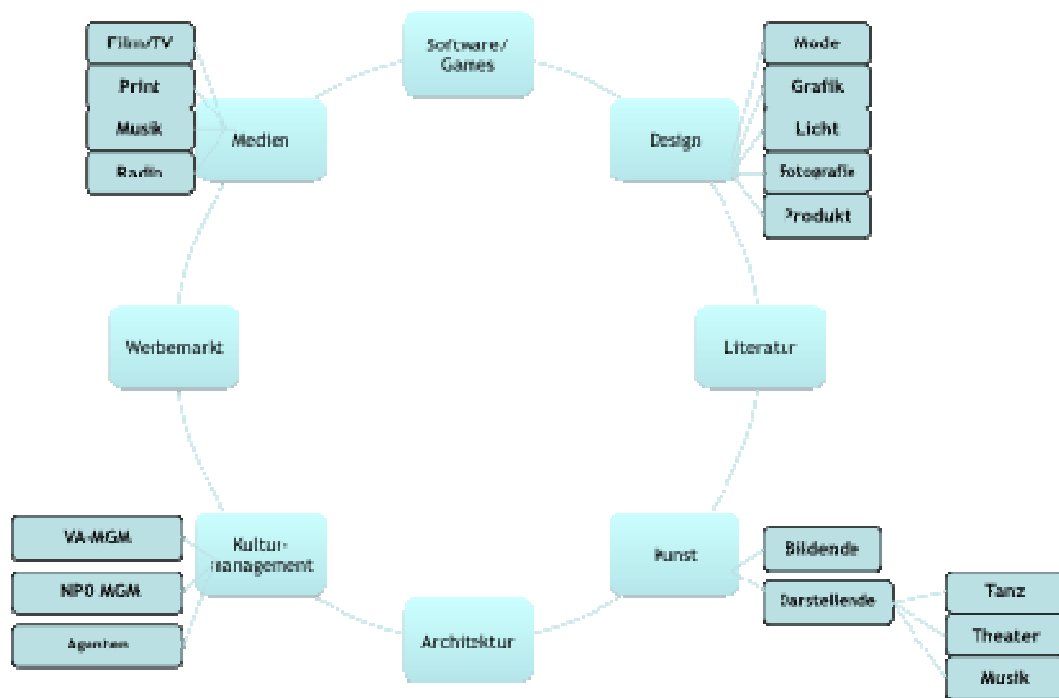 Film/TV
Print
Musik
Radio
Medien
Software/
Games
Design
Mode
Grafik
Licht
Fotografie
Produkt
Werbemarkt
Literatur
VA-MGM
NPO MGM
Agenten
Kultur-
management
Architektur
Kunst
Bildende
Darstellende
Tanz
Theater
Musik